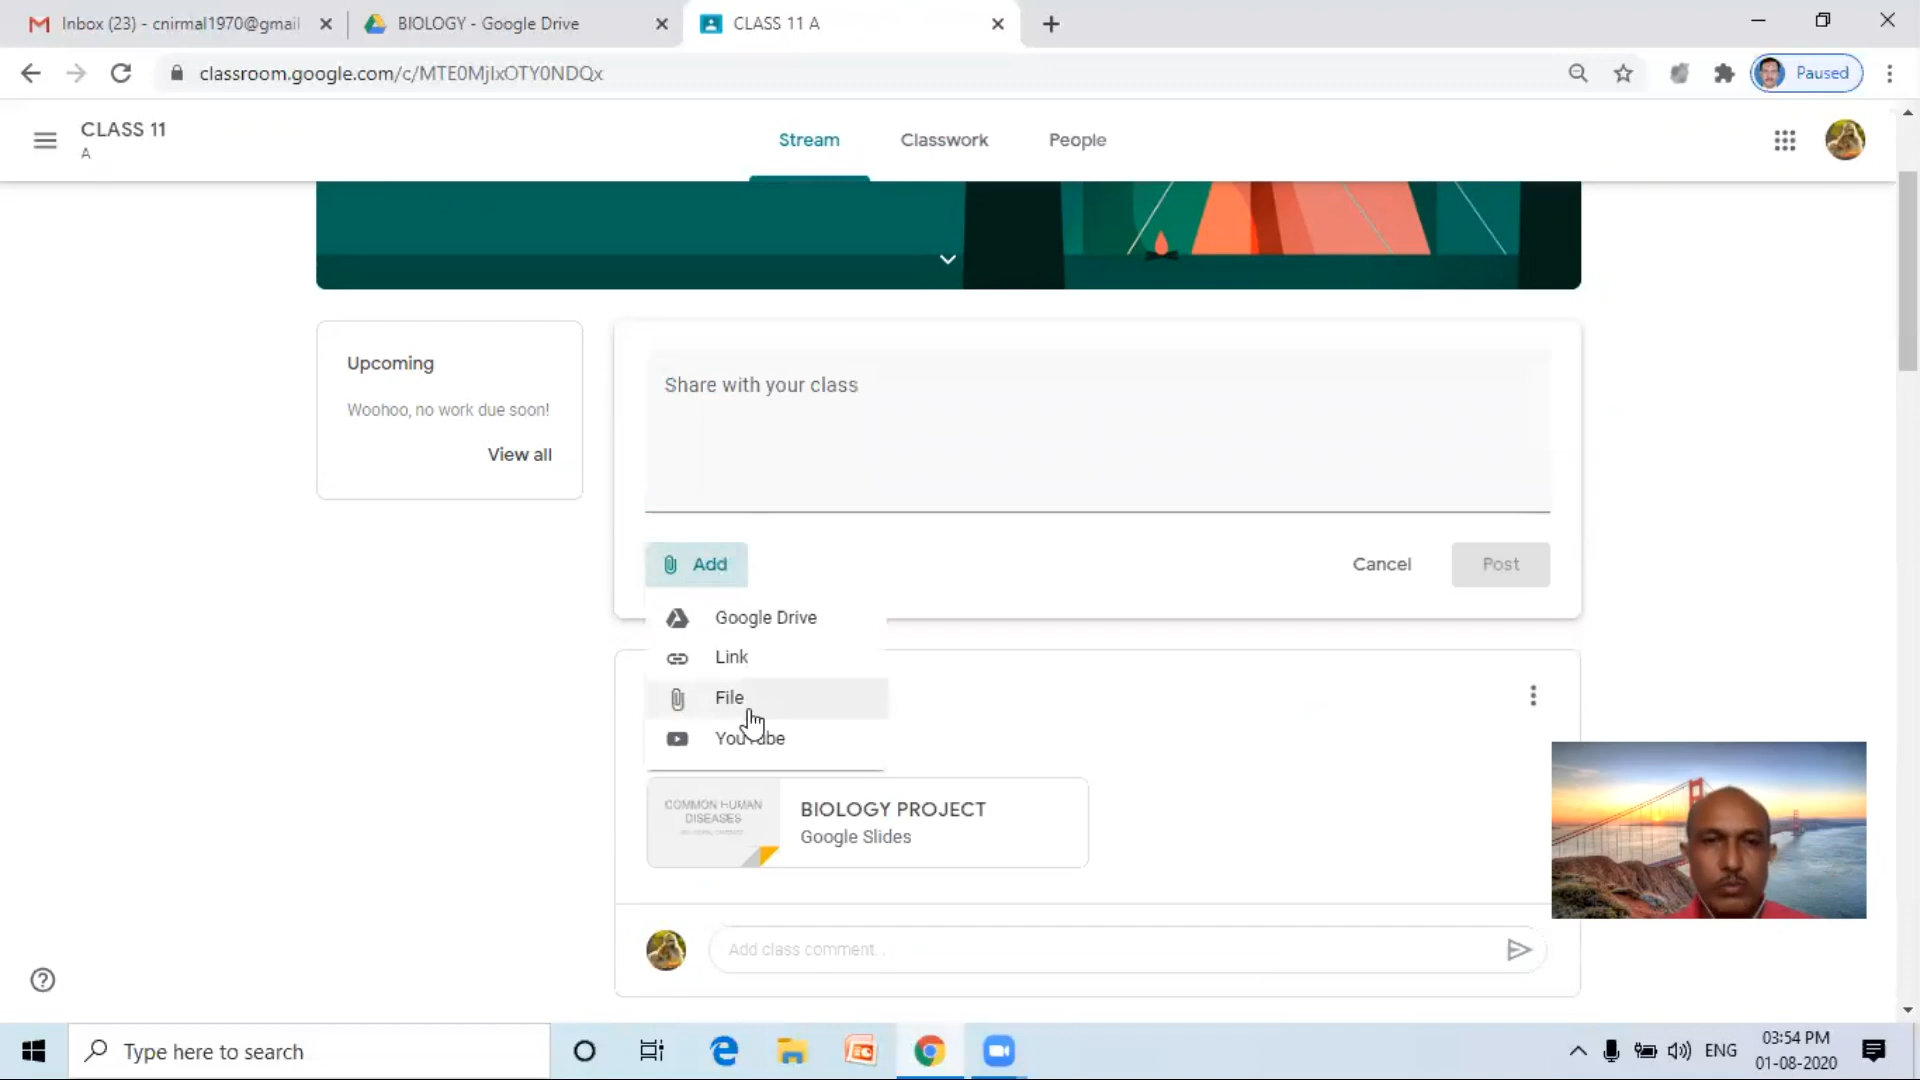 Inbox (23) - cnirmal1970@gmail
BIOLOGY - Google Drive
CLASS 11 A
classroom.google.com/c/MTE0MjIxOTY0NDQx
Paused
CLASS 11
A
Stream
Classwork
People
Upcoming
Woohoo, no work due soon!
View all
Share with your class
Add
Cancel
Post
Google Drive
Link
File
YouTube
COMMON HUMAN
DISEASES
BIOLOGY PROJECT
Google Slides
Add class comment..
Type here to search
ENG
03:54 PM
01-08-2020